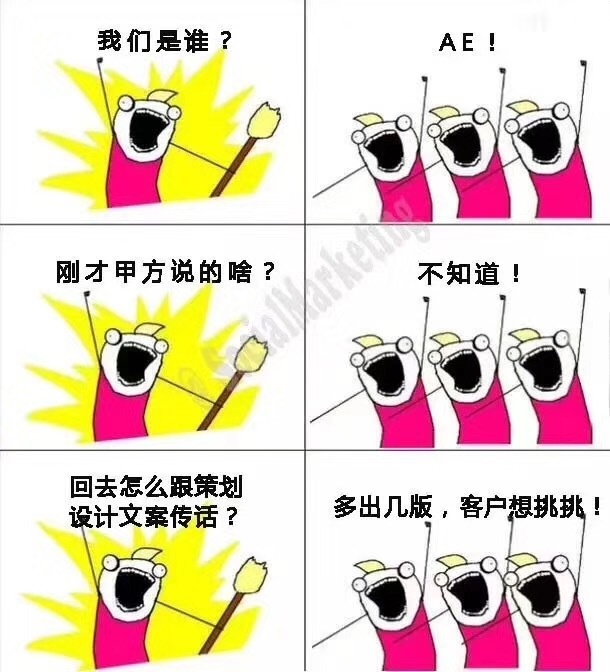 我们是谁？
AE！
刚才甲方说的啥？
不知道！
@SocialMarketing
回去怎么跟策划
设计文案传话？
多出几版，客户想挑挑！